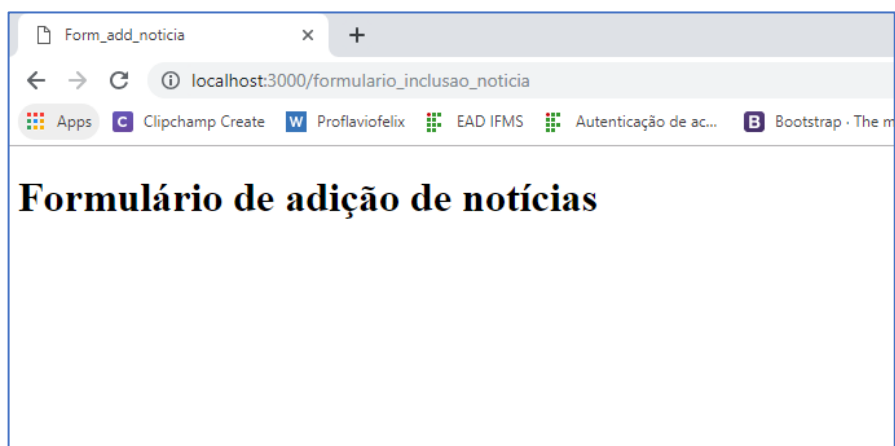 Form_add_noticia
localhost:3000/formulario_inclusao_noticia
Apps C Clipchamp Create W Proflaviofelix EAD IFMS Autenticação de ac... B Bootstrap · The m
Formulário de adição de notícias